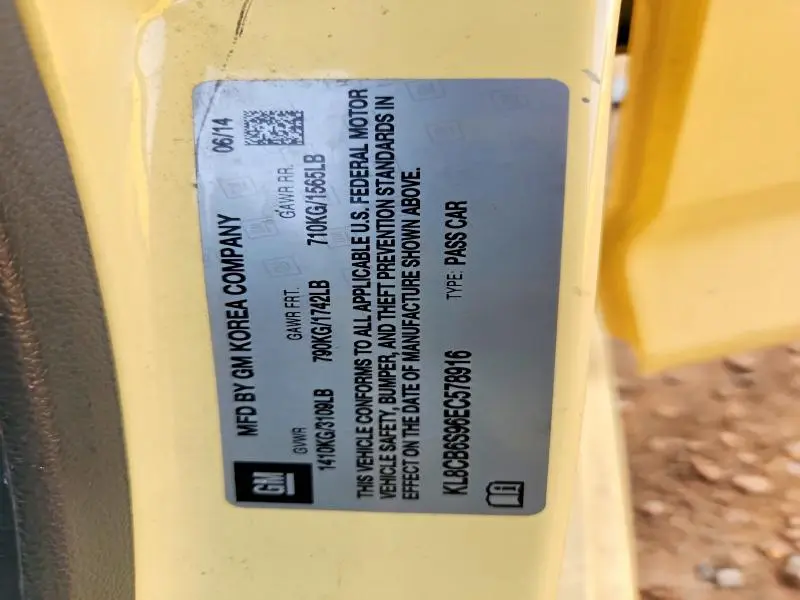 GM
MFD BY GM KOREA COMPANY 06/14
GVWR GAWR FRT. GAWR RR.
1410KG/3109LB 790KG/1742LB 710KG/1565LB
THIS VEHICLE CONFORMS TO ALL APPLICABLE U.S. FEDERAL MOTOR
VEHICLE SAFETY, BUMPER, AND THEFT PREVENTION STANDARDS IN
EFFECT ON THE DATE OF MANUFACTURE SHOWN ABOVE.
KL8CB6S96EC578916 TYPE: PASS CAR